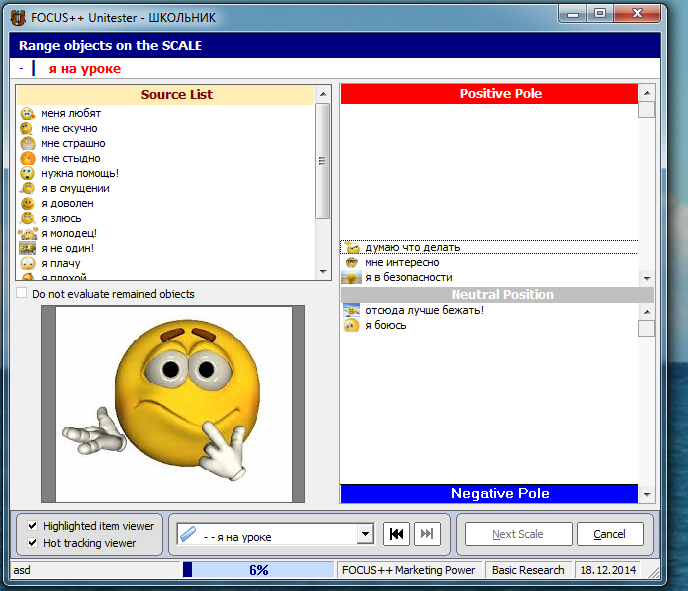 FOCUS++ Unitester - ШКОЛЬНИК
Range objects on the SCALE
- | я на уроке
Source List
меня любят
мне скучно
мне страшно
мне стыдно
нужна помощь!
я в смущении
я доволен
я злюсь
я молодец!
я не один!
я плачу
я плохой
Do not evaluate remained objects
Positive Pole
думаю что делать
мне интересно
я в безопасности
Neutral Position
отсюда лучше бежать!
я боюсь
Negative Pole
Highlighted item viewer
Hot tracking viewer
- - я на уроке
Next Scale
Cancel
asd
6%
FOCUS++ Marketing Power
Basic Research
18.12.2014